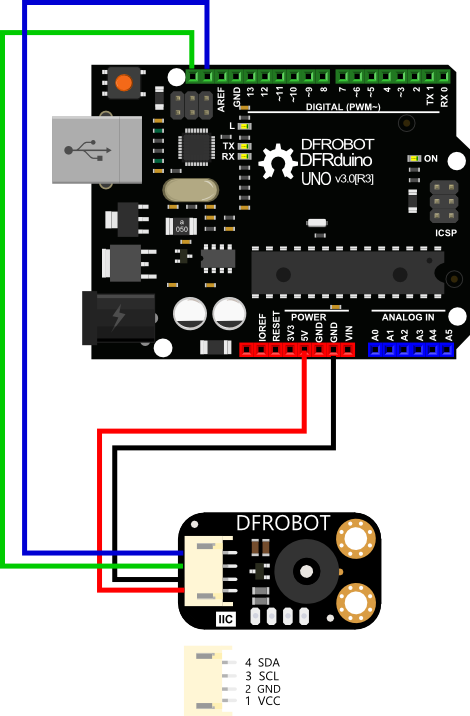 AREF
GND
13
12
~11
~10
~9
8
7
~6
~5
4
~3
2
TX 1
RX 0
DIGITAL (PWM~)
L
TX
RX
DFROBOT
DFRduino
UNO v3.0[R3]
ON
ICSP
a
050
POWER
ANALOG IN
IOREF
RESET
3V3
5V
GND
GND
VIN
A0
A1
A2
A3
A4
A5
DFROBOT
IIC
4 SDA
3 SCL
2 GND
1 VCC